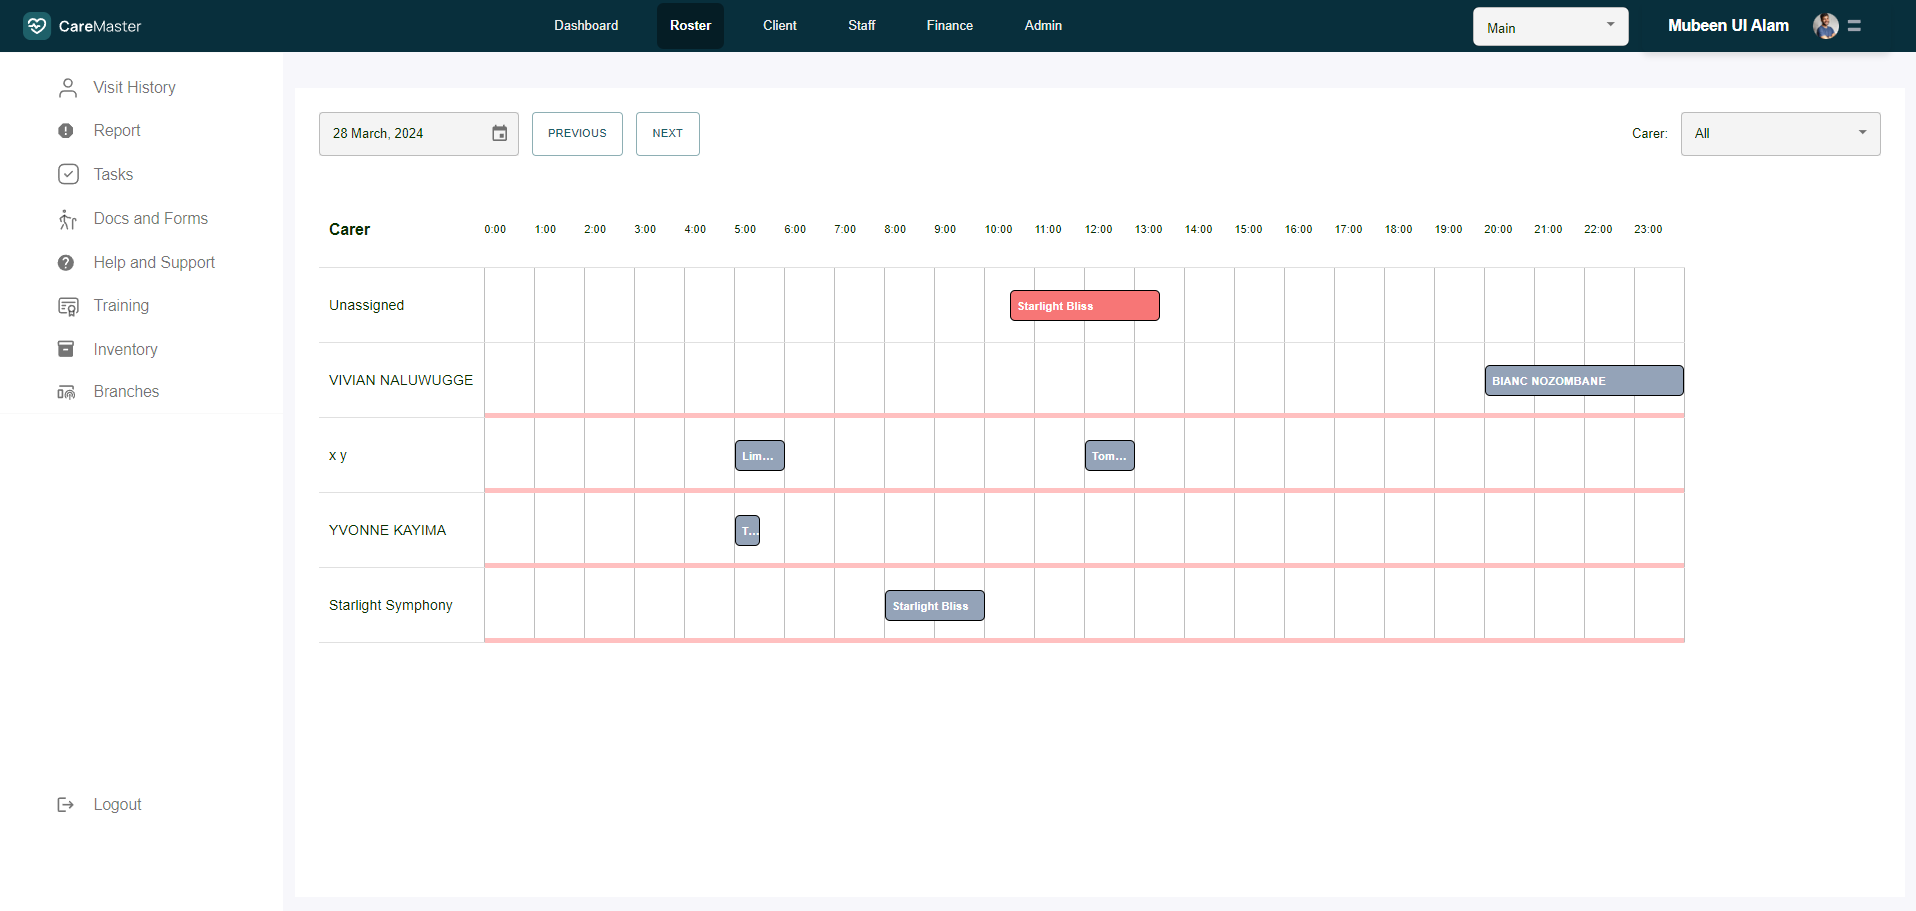 CareMaster
Dashboard
Roster
Client
Staff
Finance
Admin
Main
Mubeen Ul Alam
Visit History
Report
Tasks
Docs and Forms
Help and Support
Training
Inventory
Branches
Logout
28 March, 2024
PREVIOUS
NEXT
Carer:
All
Carer 0:00 1:00 2:00 3:00 4:00 5:00 6:00 7:00 8:00 9:00 10:00 11:00 12:00 13:00 14:00 15:00 16:00 17:00 18:00 19:00 20:00 21:00 22:00 23:00
Unassigned Starlight Bliss
VIVIAN NALUWUGGE BIANC NOZOMBANE
x y Lim... Tom...
YVONNE KAYIMA T...
Starlight Symphony Starlight Bliss